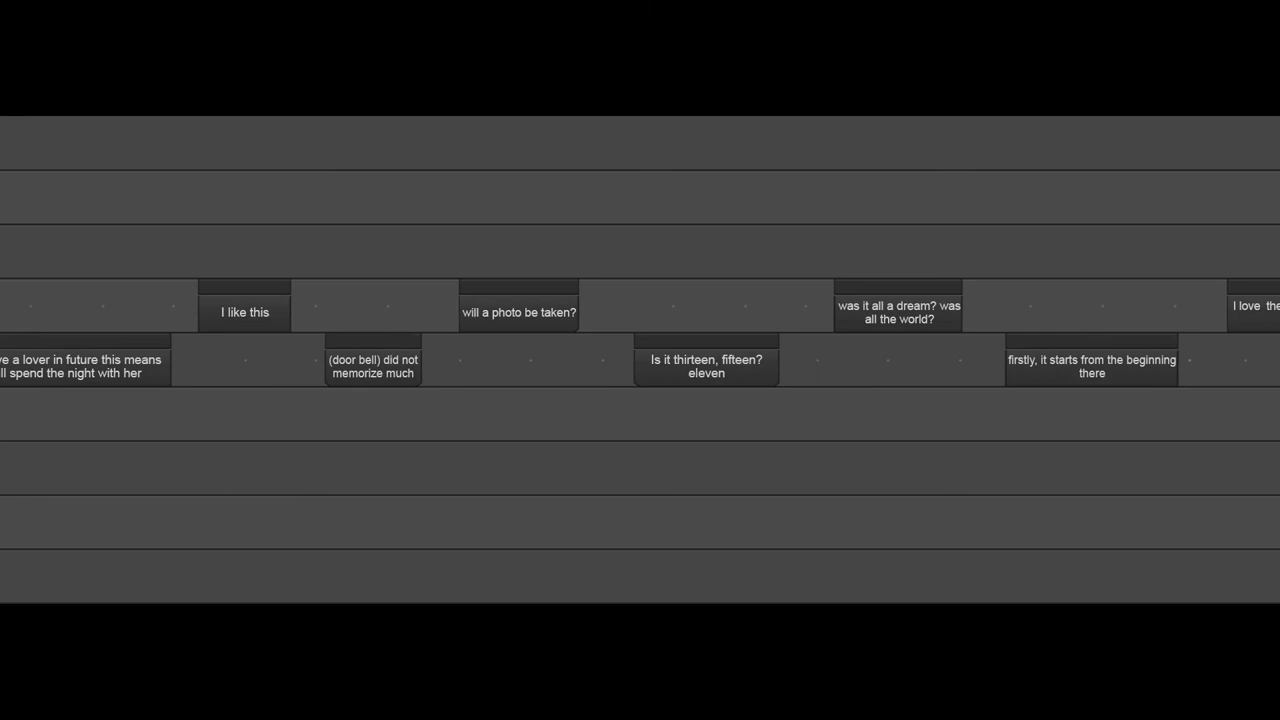 I like this
will a photo be taken?
was it all a dream? was
all the world?
I love the
a lover in future this means
spend the night with her
(door bell) did not
memorize much
Is it thirteen, fifteen?
eleven
firstly, it starts from the beginning
there